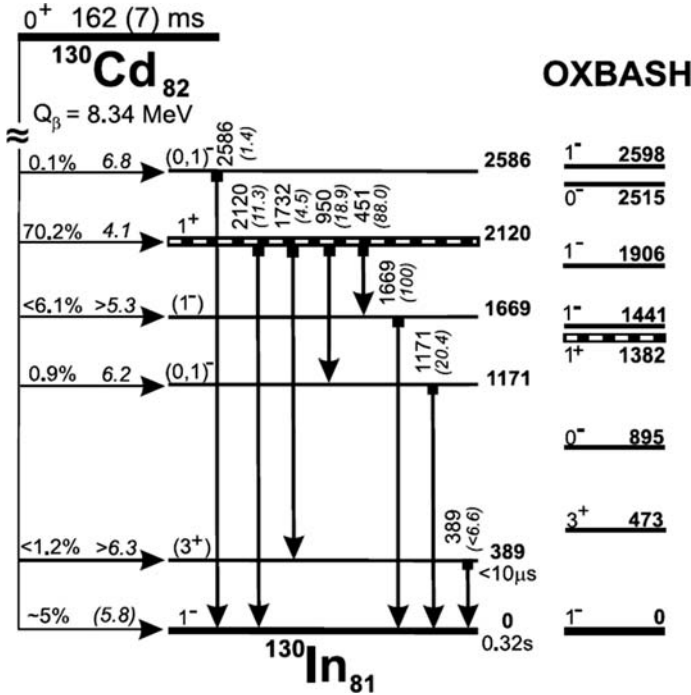 0⁺ 162 (7) ms
¹³⁰Cd₈₂
OXBASH
Qᵦ = 8.34 MeV
0.1% 6.8 (0,1)⁻ 2586 (1.4) 2586
1⁻ 2598
0⁻ 2515
70.2% 4.1 1⁺ 2120 (11.3) 1732 (4.5) 950 (18.9) 451 (88.0) 2120
1⁻ 1906
<6.1% >5.3 (1⁻) 1669 (100) 1669
1⁻ 1441
1⁺ 1382
0.9% 6.2 (0,1)⁻ 1171 (20.4) 1171
0⁻ 895
3⁺ 473
<1.2% >6.3 (3⁺) 389 (<6.6) 389
<10μs
~5% (5.8) 1⁻ 0
0.32s
1⁻ 0
¹³⁰In₈₁